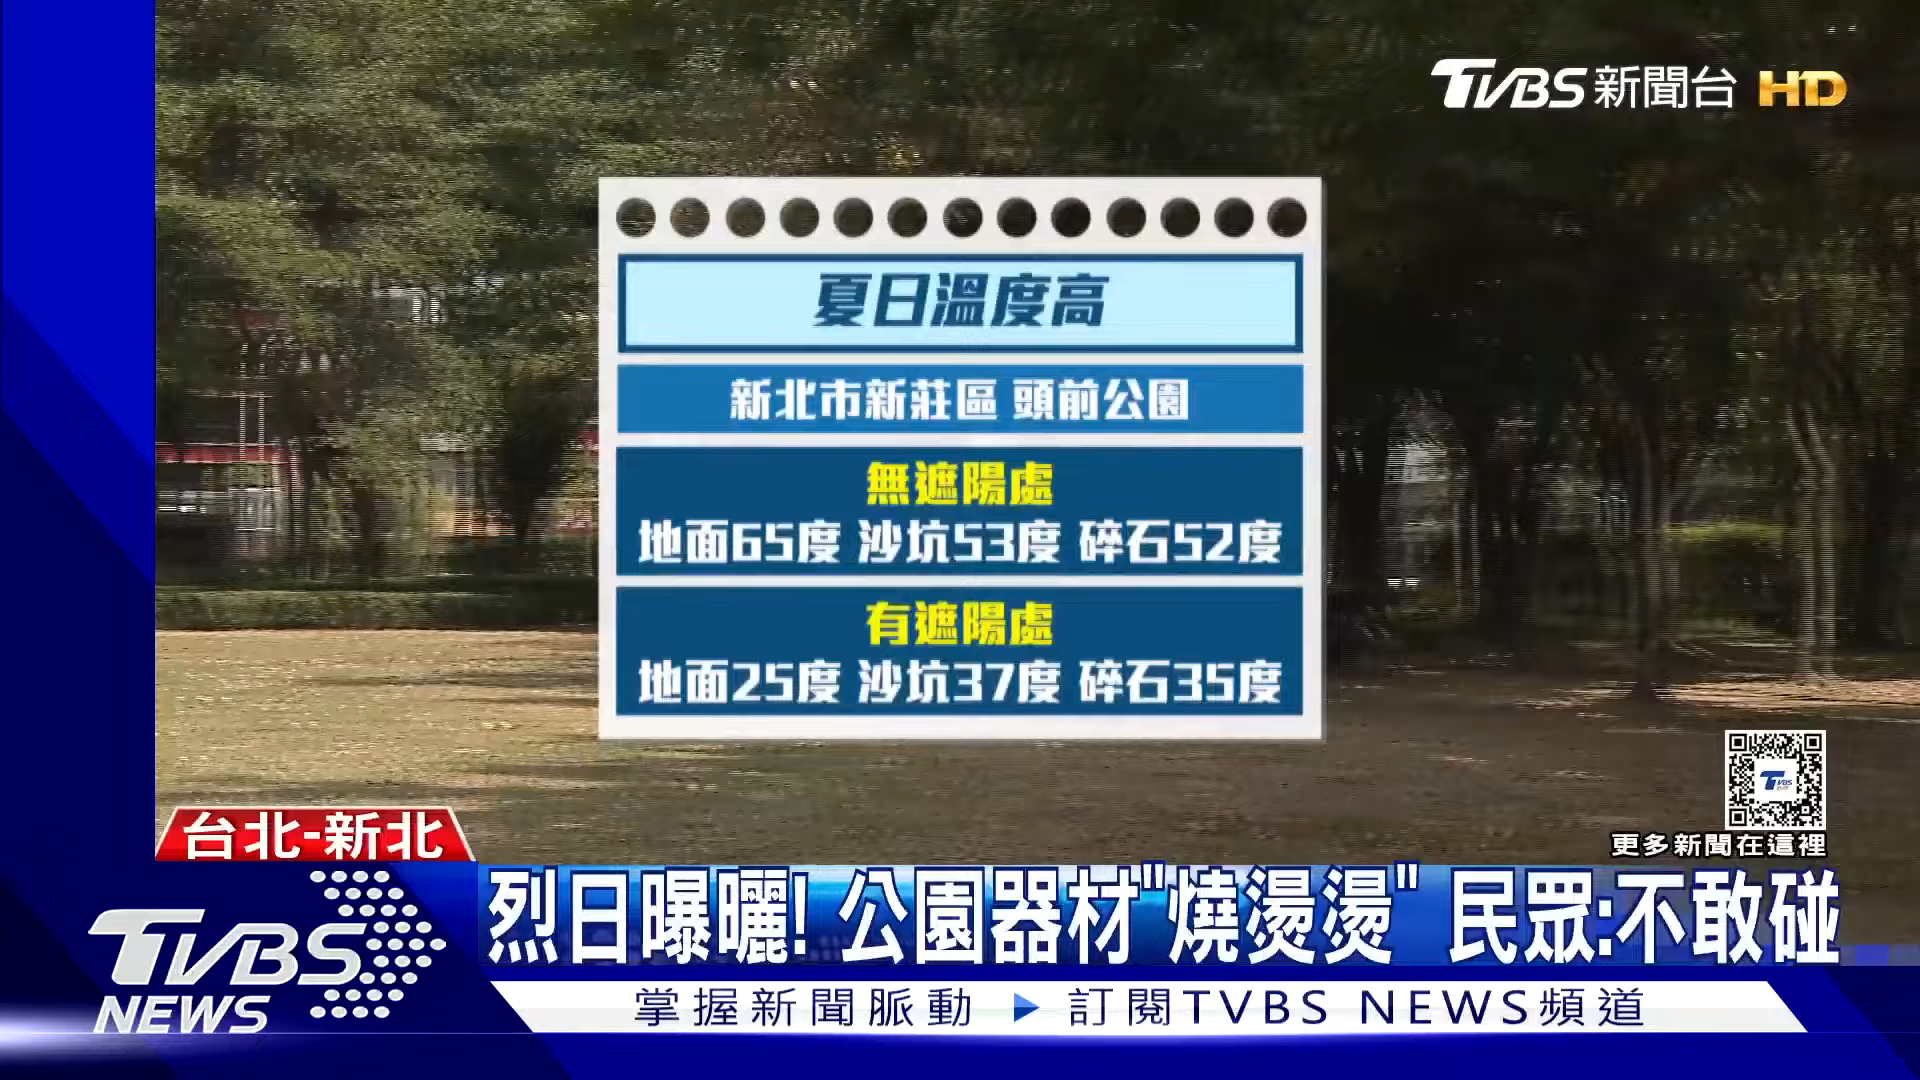 TVBS新聞台 HD
夏日溫度高
新北市新莊區 頭前公園
無遮陽處
地面65度 沙坑53度 碎石52度
有遮陽處
地面25度 沙坑37度 碎石35度
TVBS
更多新聞在這裡
台北-新北
烈日曝曬! 公園器材"燒燙燙" 民眾:不敢碰
TVBS
NEWS
掌握新聞脈動 ▶ 訂閱TVBS NEWS頻道